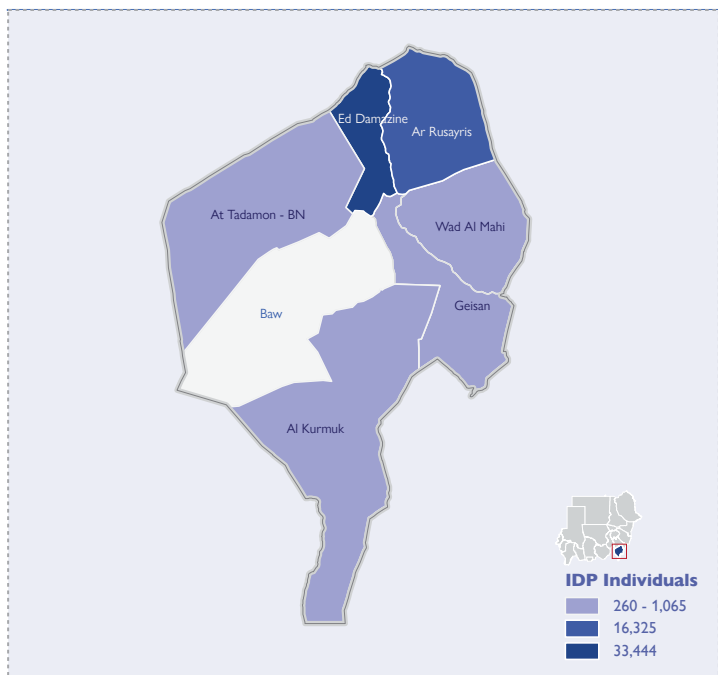 Ed Damazine
Ar Rusayris
At Tadamon - BN
Wad Al Mahi
Geisan
Baw
Al Kurmuk
IDP Individuals
260 - 1,065
16,325
33,444